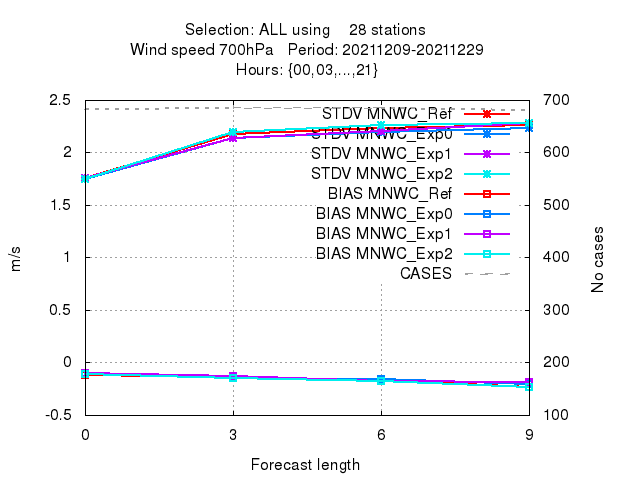 Selection: ALL using 28 stations
Wind speed 700hPa Period: 20211209-20211229
Hours: {00,03,...,21}
2.5
2
1.5
1
0.5
0
-0.5
700
600
500
400
300
200
100
0
3
6
9
m/s
No cases
Forecast length
STDV MNWC_Ref
STDV MNWC_Exp0
STDV MNWC_Exp1
STDV MNWC_Exp2
BIAS MNWC_Ref
BIAS MNWC_Exp0
BIAS MNWC_Exp1
BIAS MNWC_Exp2
CASES